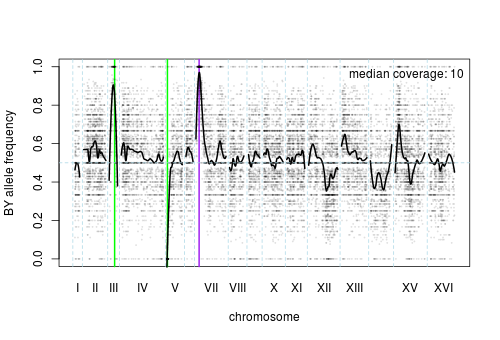 median coverage: 10
BY allele frequency
1.0
0.8
0.6
0.4
0.2
0.0
I II III IV V VII VIII X XI XII XIII XV XVI
chromosome